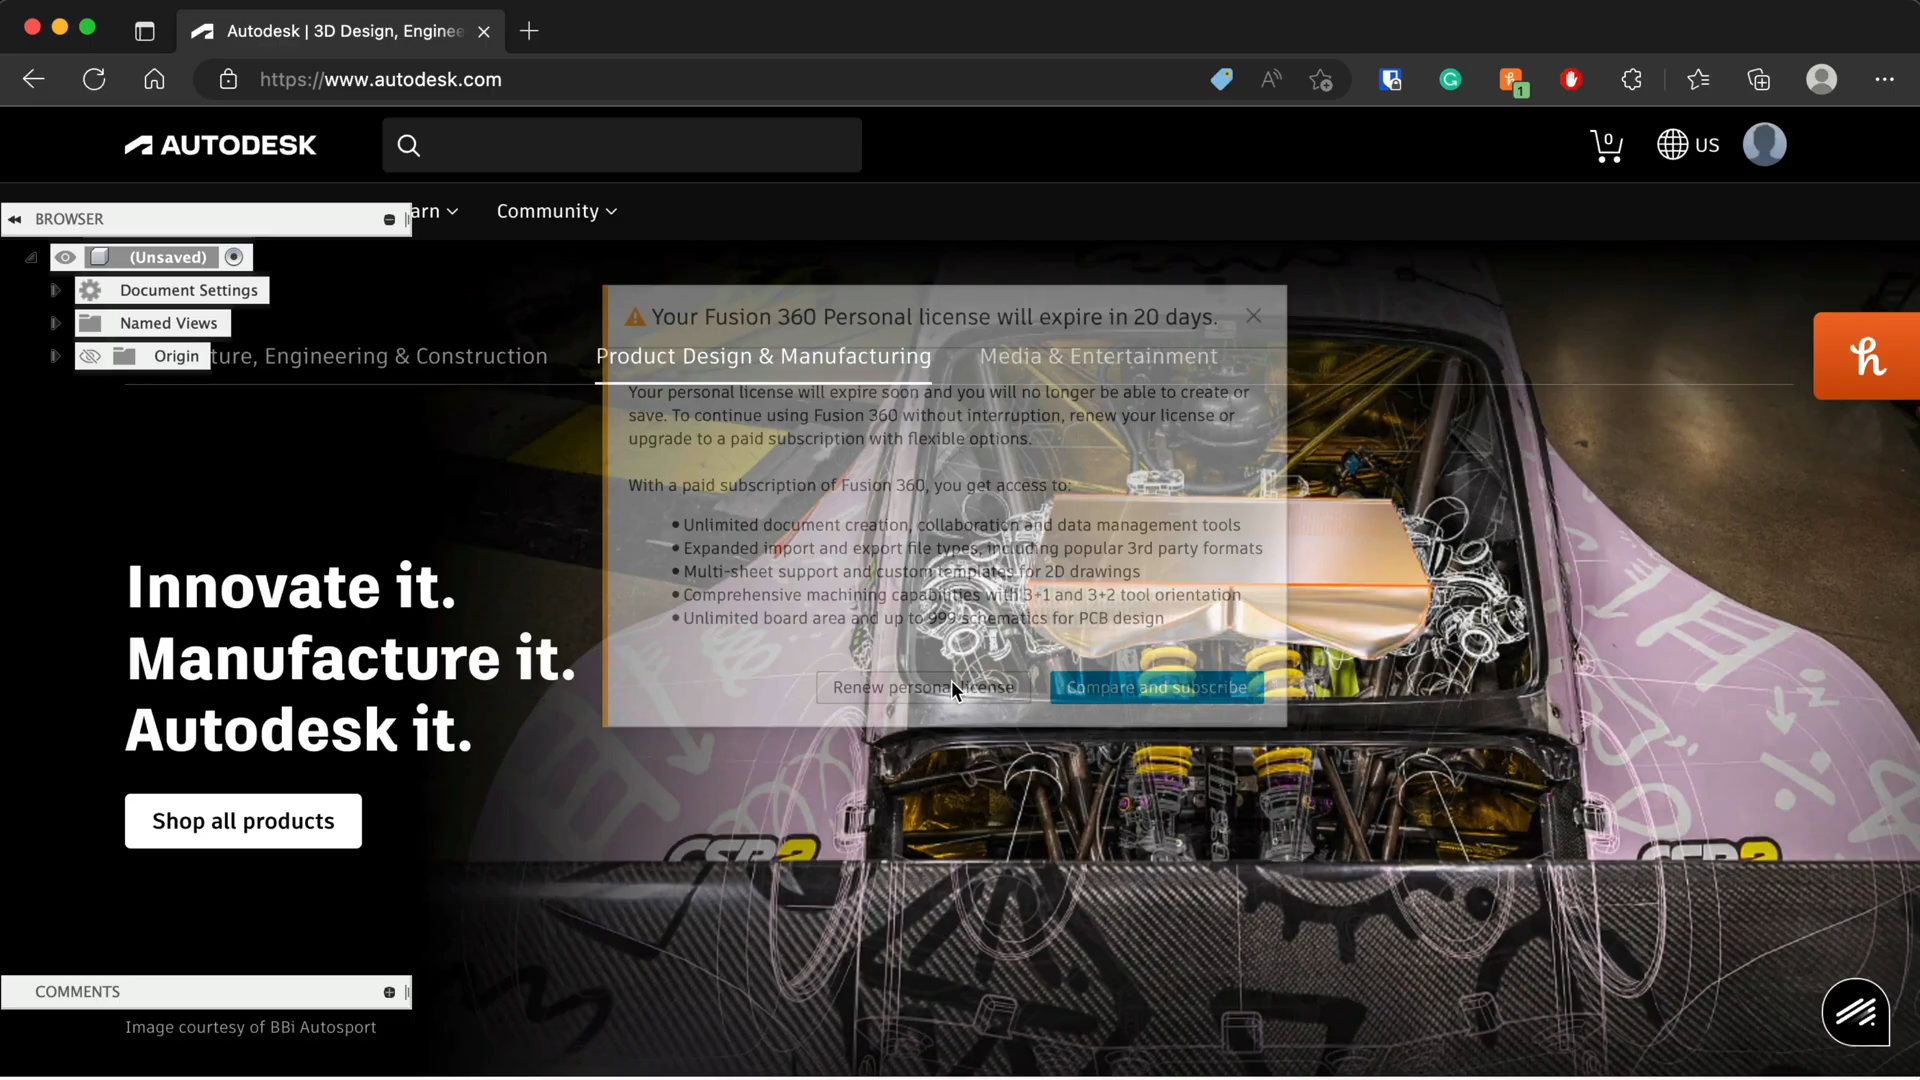 Autodesk | 3D Design, Enginee
https://www.autodesk.com
1
AUTODESK
0
US
BROWSER
arn
Community
(Unsaved)
Document Settings
Named Views
Origin
ture, Engineering & Construction
Product Design & Manufacturing
Media & Entertainment
Your Fusion 360 Personal license will expire in 20 days.
Your personal license will expire soon and you will no longer be able to create or
save. To continue using Fusion 360 without interruption, renew your license or
upgrade to a paid subscription with flexible options.
With a paid subscription of Fusion 360, you get access to:
• Unlimited document creation, collaboration and data management tools
• Expanded import and export file types, including popular 3rd party formats
• Multi-sheet support and custom templates for 2D drawings
• Comprehensive machining capabilities with 3+1 and 3+2 tool orientation
• Unlimited board area and up to 999 schematics for PCB design
Renew personal license
Compare and subscribe
Innovate it.
Manufacture it.
Autodesk it.
Shop all products
COMMENTS
Image courtesy of BBi Autosport